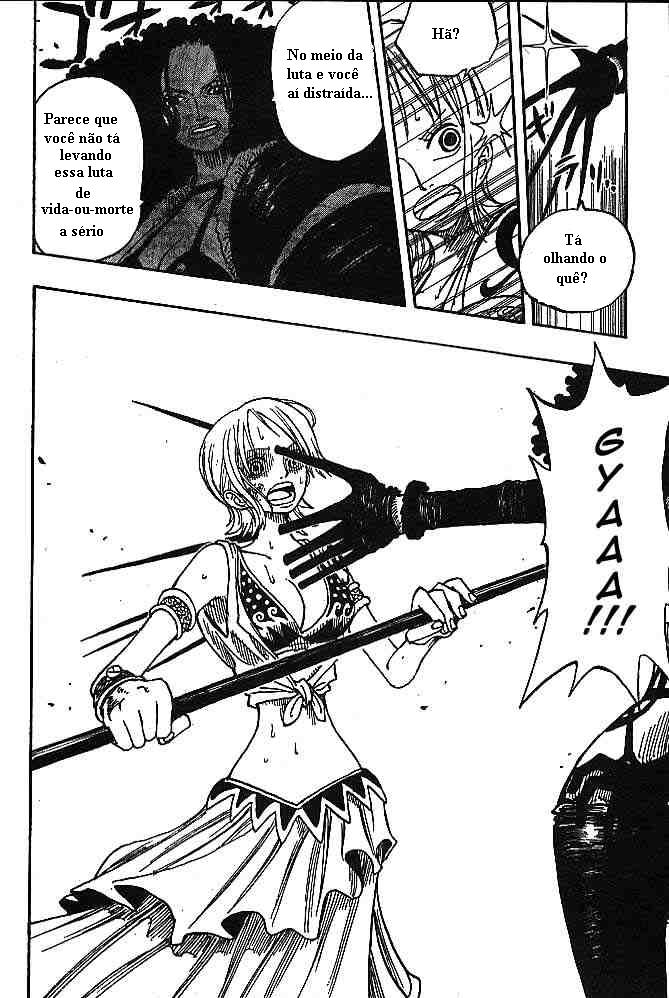 Tá
olhando o
quê?
Hã?
No meio da
luta e você
aí distraída...
Parece que
você não tá
levando
essa luta
de
vida-ou-morte
a sério
GYAAA!!!